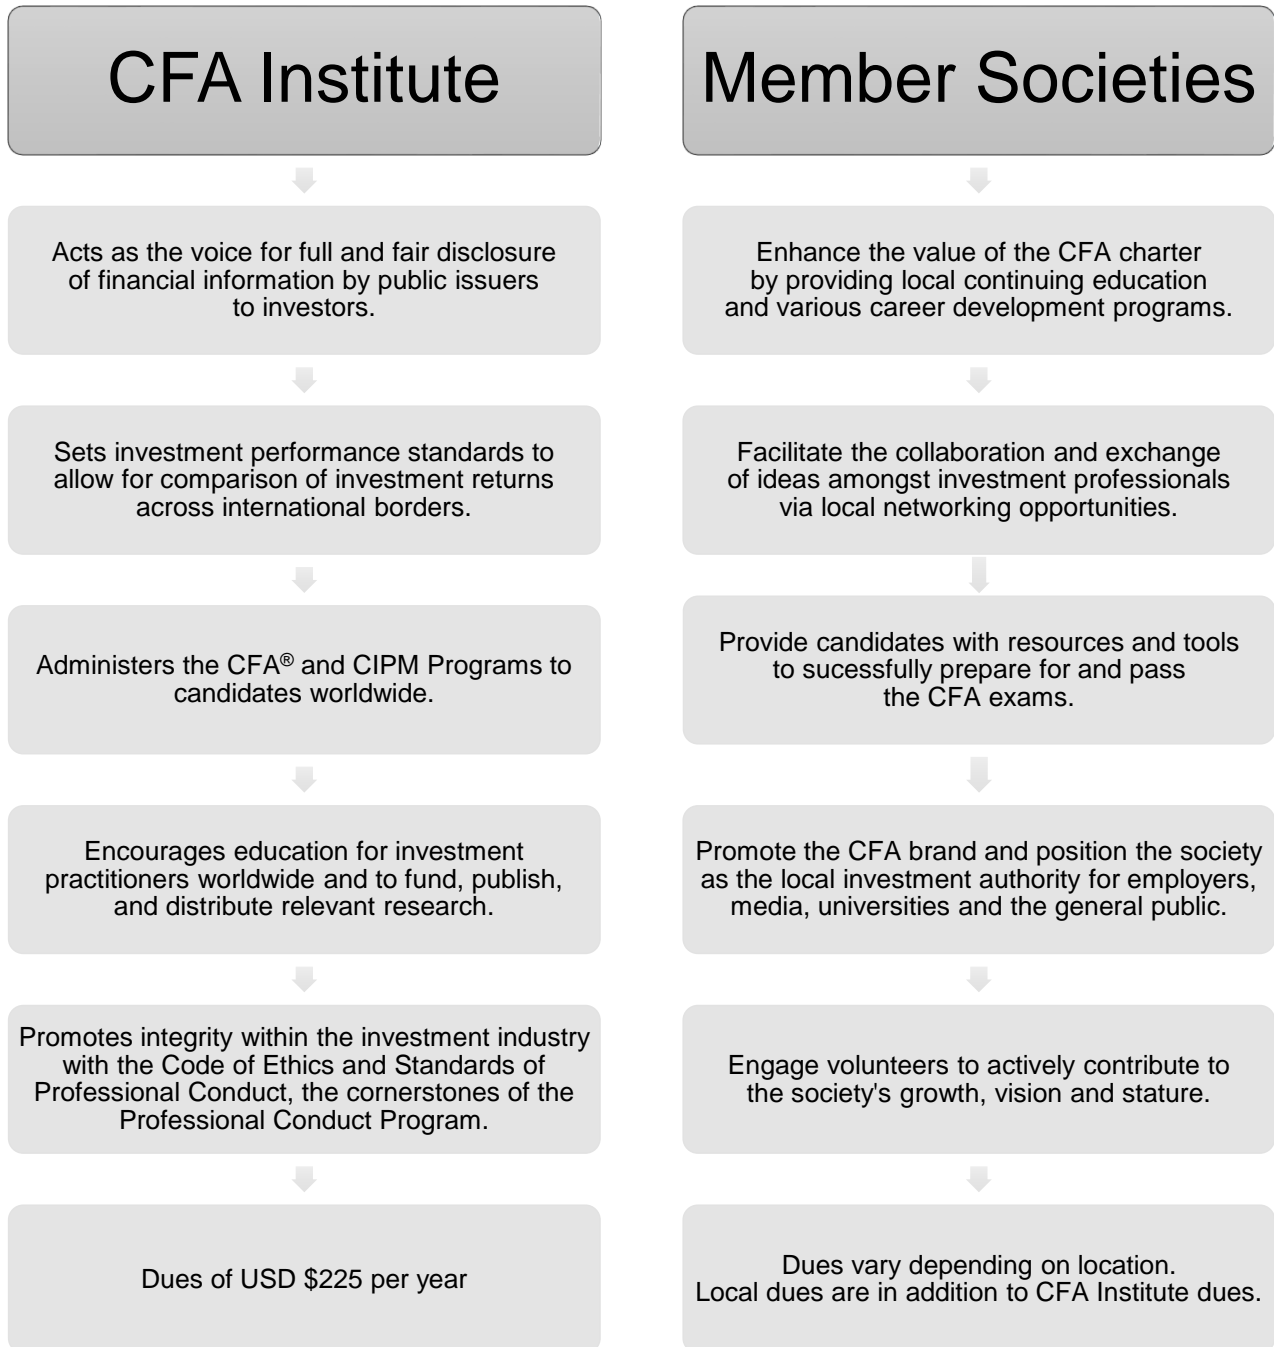 CFA Institute
Acts as the voice for full and fair disclosure
of financial information by public issuers
to investors.
Sets investment performance standards to
allow for comparison of investment returns
across international borders.
Administers the CFA® and CIPM Programs to
candidates worldwide.
Encourages education for investment
practitioners worldwide and to fund, publish,
and distribute relevant research.
Promotes integrity within the investment industry
with the Code of Ethics and Standards of
Professional Conduct, the cornerstones of the
Professional Conduct Program.
Dues of USD $225 per year
Member Societies
Enhance the value of the CFA charter
by providing local continuing education
and various career development programs.
Facilitate the collaboration and exchange
of ideas amongst investment professionals
via local networking opportunities.
Provide candidates with resources and tools
to sucessfully prepare for and pass
the CFA exams.
Promote the CFA brand and position the society
as the local investment authority for employers,
media, universities and the general public.
Engage volunteers to actively contribute to
the society's growth, vision and stature.
Dues vary depending on location.
Local dues are in addition to CFA Institute dues.